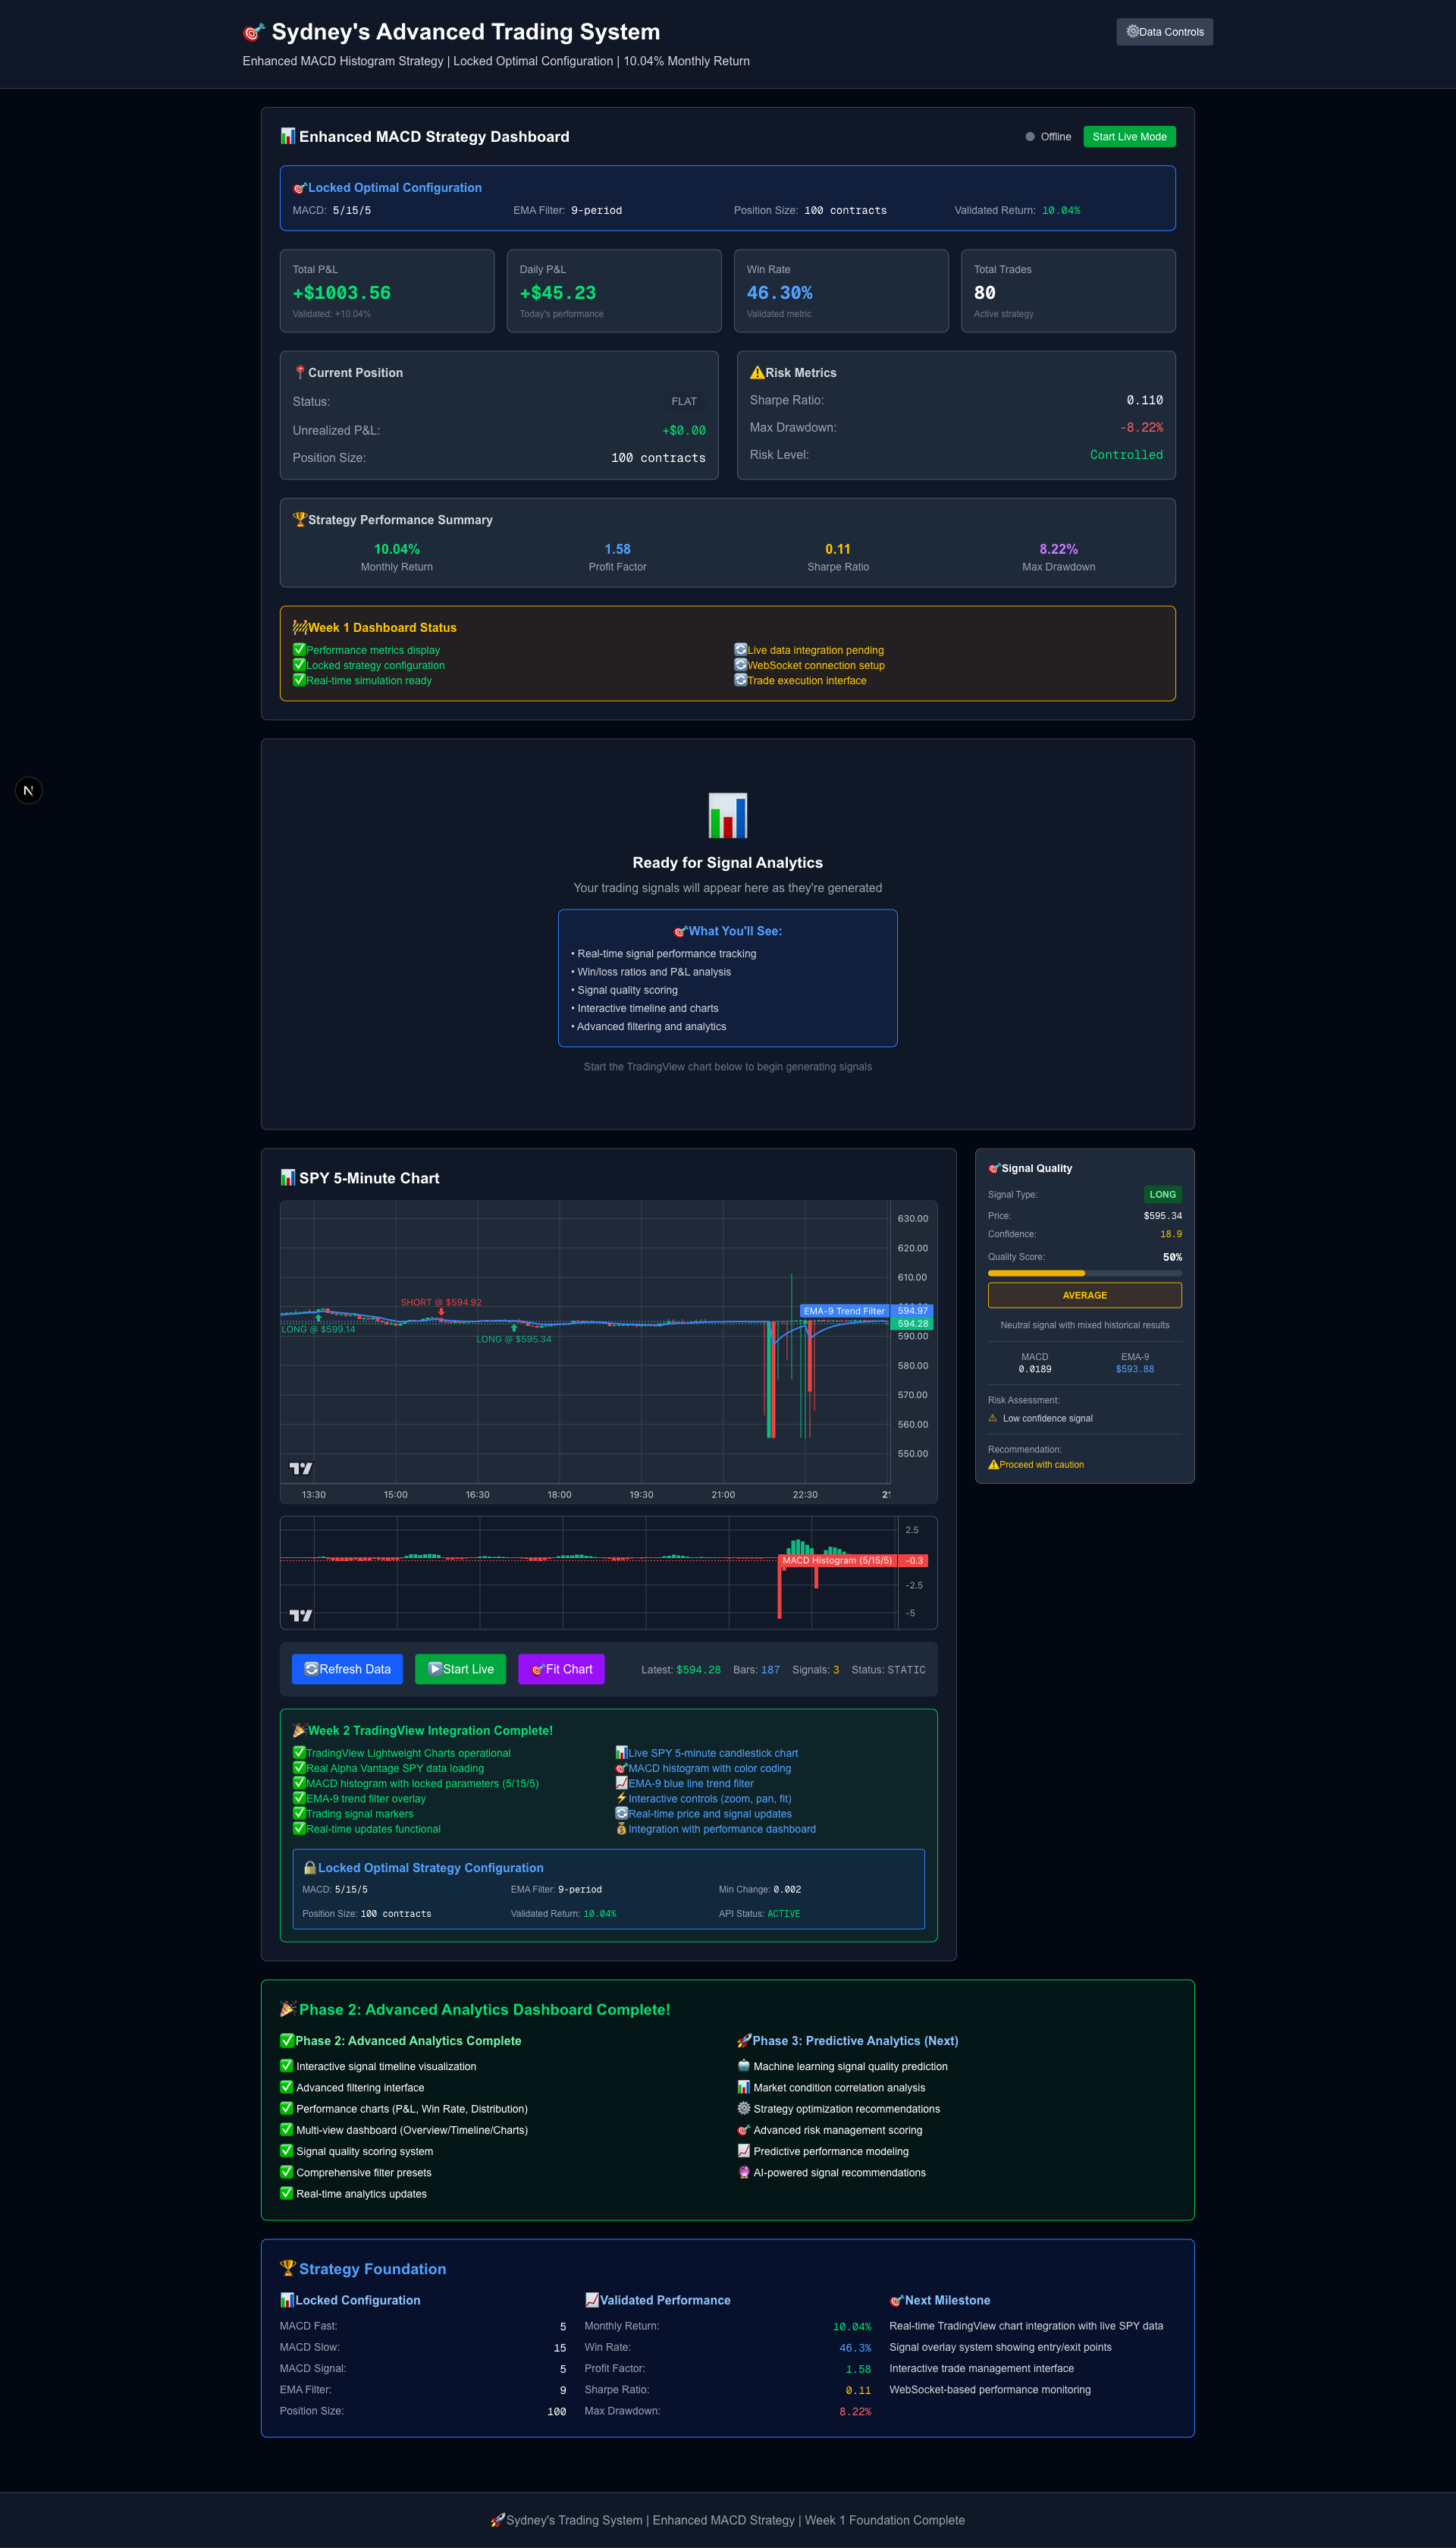 🎯 Sydney's Advanced Trading System
⚙️Data Controls
Enhanced MACD Histogram Strategy | Locked Optimal Configuration | 10.04% Monthly Return
📊 Enhanced MACD Strategy Dashboard
Offline
Start Live Mode
🎯Locked Optimal Configuration
MACD: 5/15/5
EMA Filter: 9-period
Position Size: 100 contracts
Validated Return: 10.04%
Total P&L
+$1003.56
Validated: +10.04%
Daily P&L
+$45.23
Today's performance
Win Rate
46.30%
Validated metric
Total Trades
80
Active strategy
📍Current Position
Status: FLAT
Unrealized P&L: +$0.00
Position Size: 100 contracts
⚠️Risk Metrics
Sharpe Ratio: 0.110
Max Drawdown: -8.22%
Risk Level: Controlled
🏆Strategy Performance Summary
10.04%
Monthly Return
1.58
Profit Factor
0.11
Sharpe Ratio
8.22%
Max Drawdown
🚧Week 1 Dashboard Status
✅Performance metrics display
✅Locked strategy configuration
✅Real-time simulation ready
🔄Live data integration pending
🔄WebSocket connection setup
🔄Trade execution interface
N
📊
Ready for Signal Analytics
Your trading signals will appear here as they're generated
🎯What You'll See:
• Real-time signal performance tracking
• Win/loss ratios and P&L analysis
• Signal quality scoring
• Interactive timeline and charts
• Advanced filtering and analytics
Start the TradingView chart below to begin generating signals
📊 SPY 5-Minute Chart
630.00
620.00
610.00
SHORT @ $594.92
EMA-9 Trend Filter 594.97
LONG @ $599.14
594.28
LONG @ $595.34
590.00
580.00
570.00
560.00
550.00
13:30
15:00
16:30
18:00
19:30
21:00
22:30
2.5
MACD Histogram (5/15/5) -0.3
-2.5
-5
🔄Refresh Data
▶️Start Live
🎯Fit Chart
Latest: $594.28
Bars: 187
Signals: 3
Status: STATIC
🎉Week 2 TradingView Integration Complete!
✅TradingView Lightweight Charts operational
✅Real Alpha Vantage SPY data loading
✅MACD histogram with locked parameters (5/15/5)
✅EMA-9 trend filter overlay
✅Trading signal markers
✅Real-time updates functional
📊Live SPY 5-minute candlestick chart
🎯MACD histogram with color coding
📈EMA-9 blue line trend filter
⚡Interactive controls (zoom, pan, fit)
🔄Real-time price and signal updates
💰Integration with performance dashboard
🔒Locked Optimal Strategy Configuration
MACD: 5/15/5
EMA Filter: 9-period
Min Change: 0.002
Position Size: 100 contracts
Validated Return: 10.04%
API Status: ACTIVE
🎯Signal Quality
Signal Type: LONG
Price: $595.34
Confidence: 18.9
Quality Score: 50%
AVERAGE
Neutral signal with mixed historical results
MACD
0.0189
EMA-9
$593.88
Risk Assessment:
⚠ Low confidence signal
Recommendation:
⚠️Proceed with caution
🎉Phase 2: Advanced Analytics Dashboard Complete!
✅Phase 2: Advanced Analytics Complete
✅ Interactive signal timeline visualization
✅ Advanced filtering interface
✅ Performance charts (P&L, Win Rate, Distribution)
✅ Multi-view dashboard (Overview/Timeline/Charts)
✅ Signal quality scoring system
✅ Comprehensive filter presets
✅ Real-time analytics updates
🚀Phase 3: Predictive Analytics (Next)
🤖 Machine learning signal quality prediction
📊 Market condition correlation analysis
⚙️ Strategy optimization recommendations
🎯 Advanced risk management scoring
📈 Predictive performance modeling
🔮 AI-powered signal recommendations
🏆Strategy Foundation
📊Locked Configuration
MACD Fast: 5
MACD Slow: 15
MACD Signal: 5
EMA Filter: 9
Position Size: 100
📈Validated Performance
Monthly Return: 10.04%
Win Rate: 46.3%
Profit Factor: 1.58
Sharpe Ratio: 0.11
Max Drawdown: 8.22%
🎯Next Milestone
Real-time TradingView chart integration with live SPY data
Signal overlay system showing entry/exit points
Interactive trade management interface
WebSocket-based performance monitoring
🚀Sydney's Trading System | Enhanced MACD Strategy | Week 1 Foundation Complete